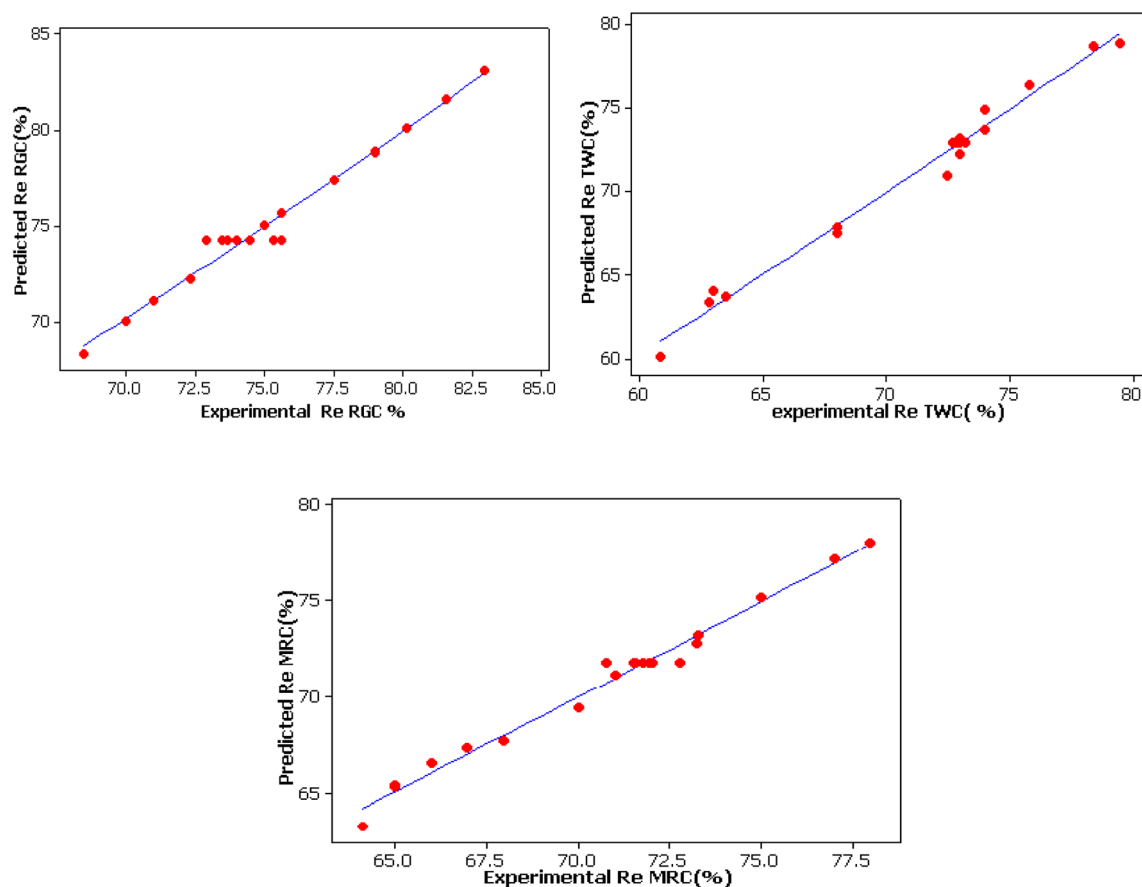 85
80
75
70
Predicted Re RGC(%)
70.0 72.5 75.0 77.5 80.0 82.5 85.0
Experimental Re RGC %
80
75
70
65
60
Predicted Re TWC(%)
60 65 70 75 80
experimental Re TWC( %)
80
75
70
65
Predicted Re MRC(%)
65.0 67.5 70.0 72.5 75.0 77.5
Experimental Re MRC(%)